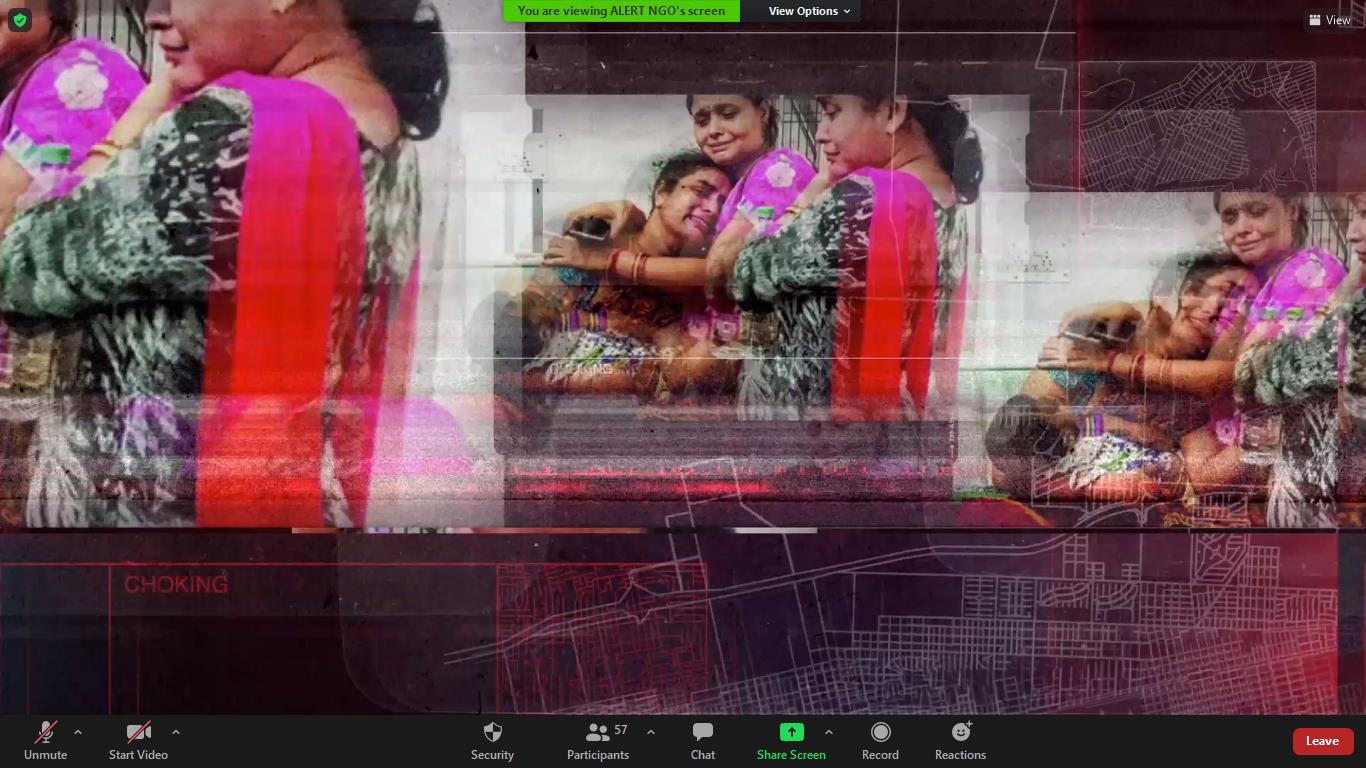 You are viewing ALERT NGO's screen
View Options
View
CHOKING
Unmute
Start Video
Security
Participants
57
Chat
Share Screen
Record
Reactions
Leave